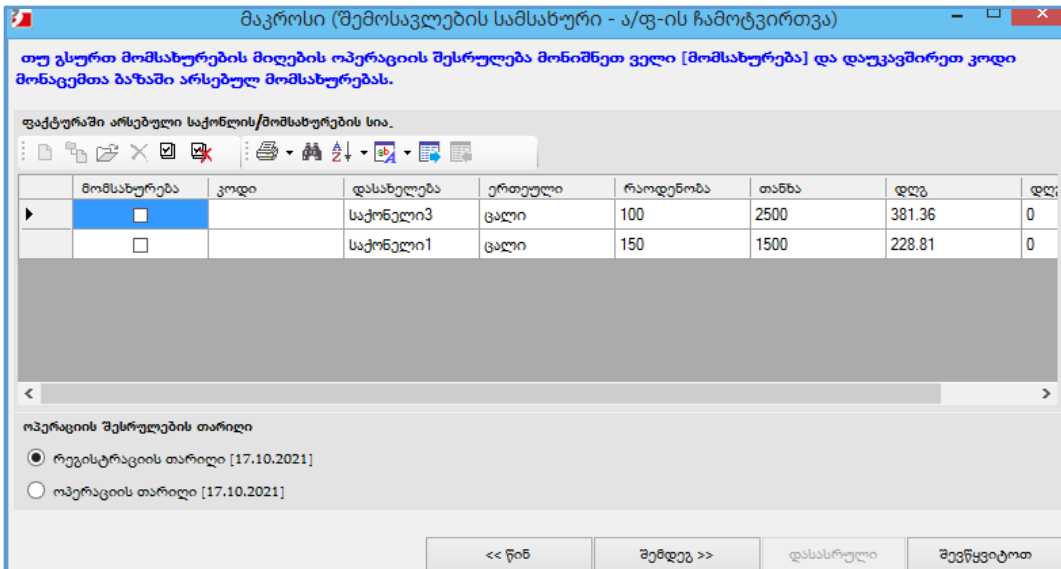 მაკროსი (შემოსავლების სამსახური - ა/ფ-ის ჩამოტვირთვა)
თუ გსურთ მომსახურების მიღების ოპერაციის შესრულება მონიშნეთ ველი [მომსახურება] და დაუკავშირეთ კოდი
მონაცემთა ბაზაში არსებულ მომსახურებას.
ფაქტურაში არსებული საქონლის/მომსახურების სია_
მომსახურება კოდი დასახელება ერთეული რაოდენობა თანხა დღგ
საქონელი3 ცალი 100 2500 381.36 0
საქონელი1 ცალი 150 1500 228.81 0
ოპერაციის შესრულების თარიღი
რეგისტრაციის თარიღი [17.10.2021]
ოპერაციის თარიღი [17.10.2021]
<< წინ შემდეგ >> დასასრული შევწყვიტოთ